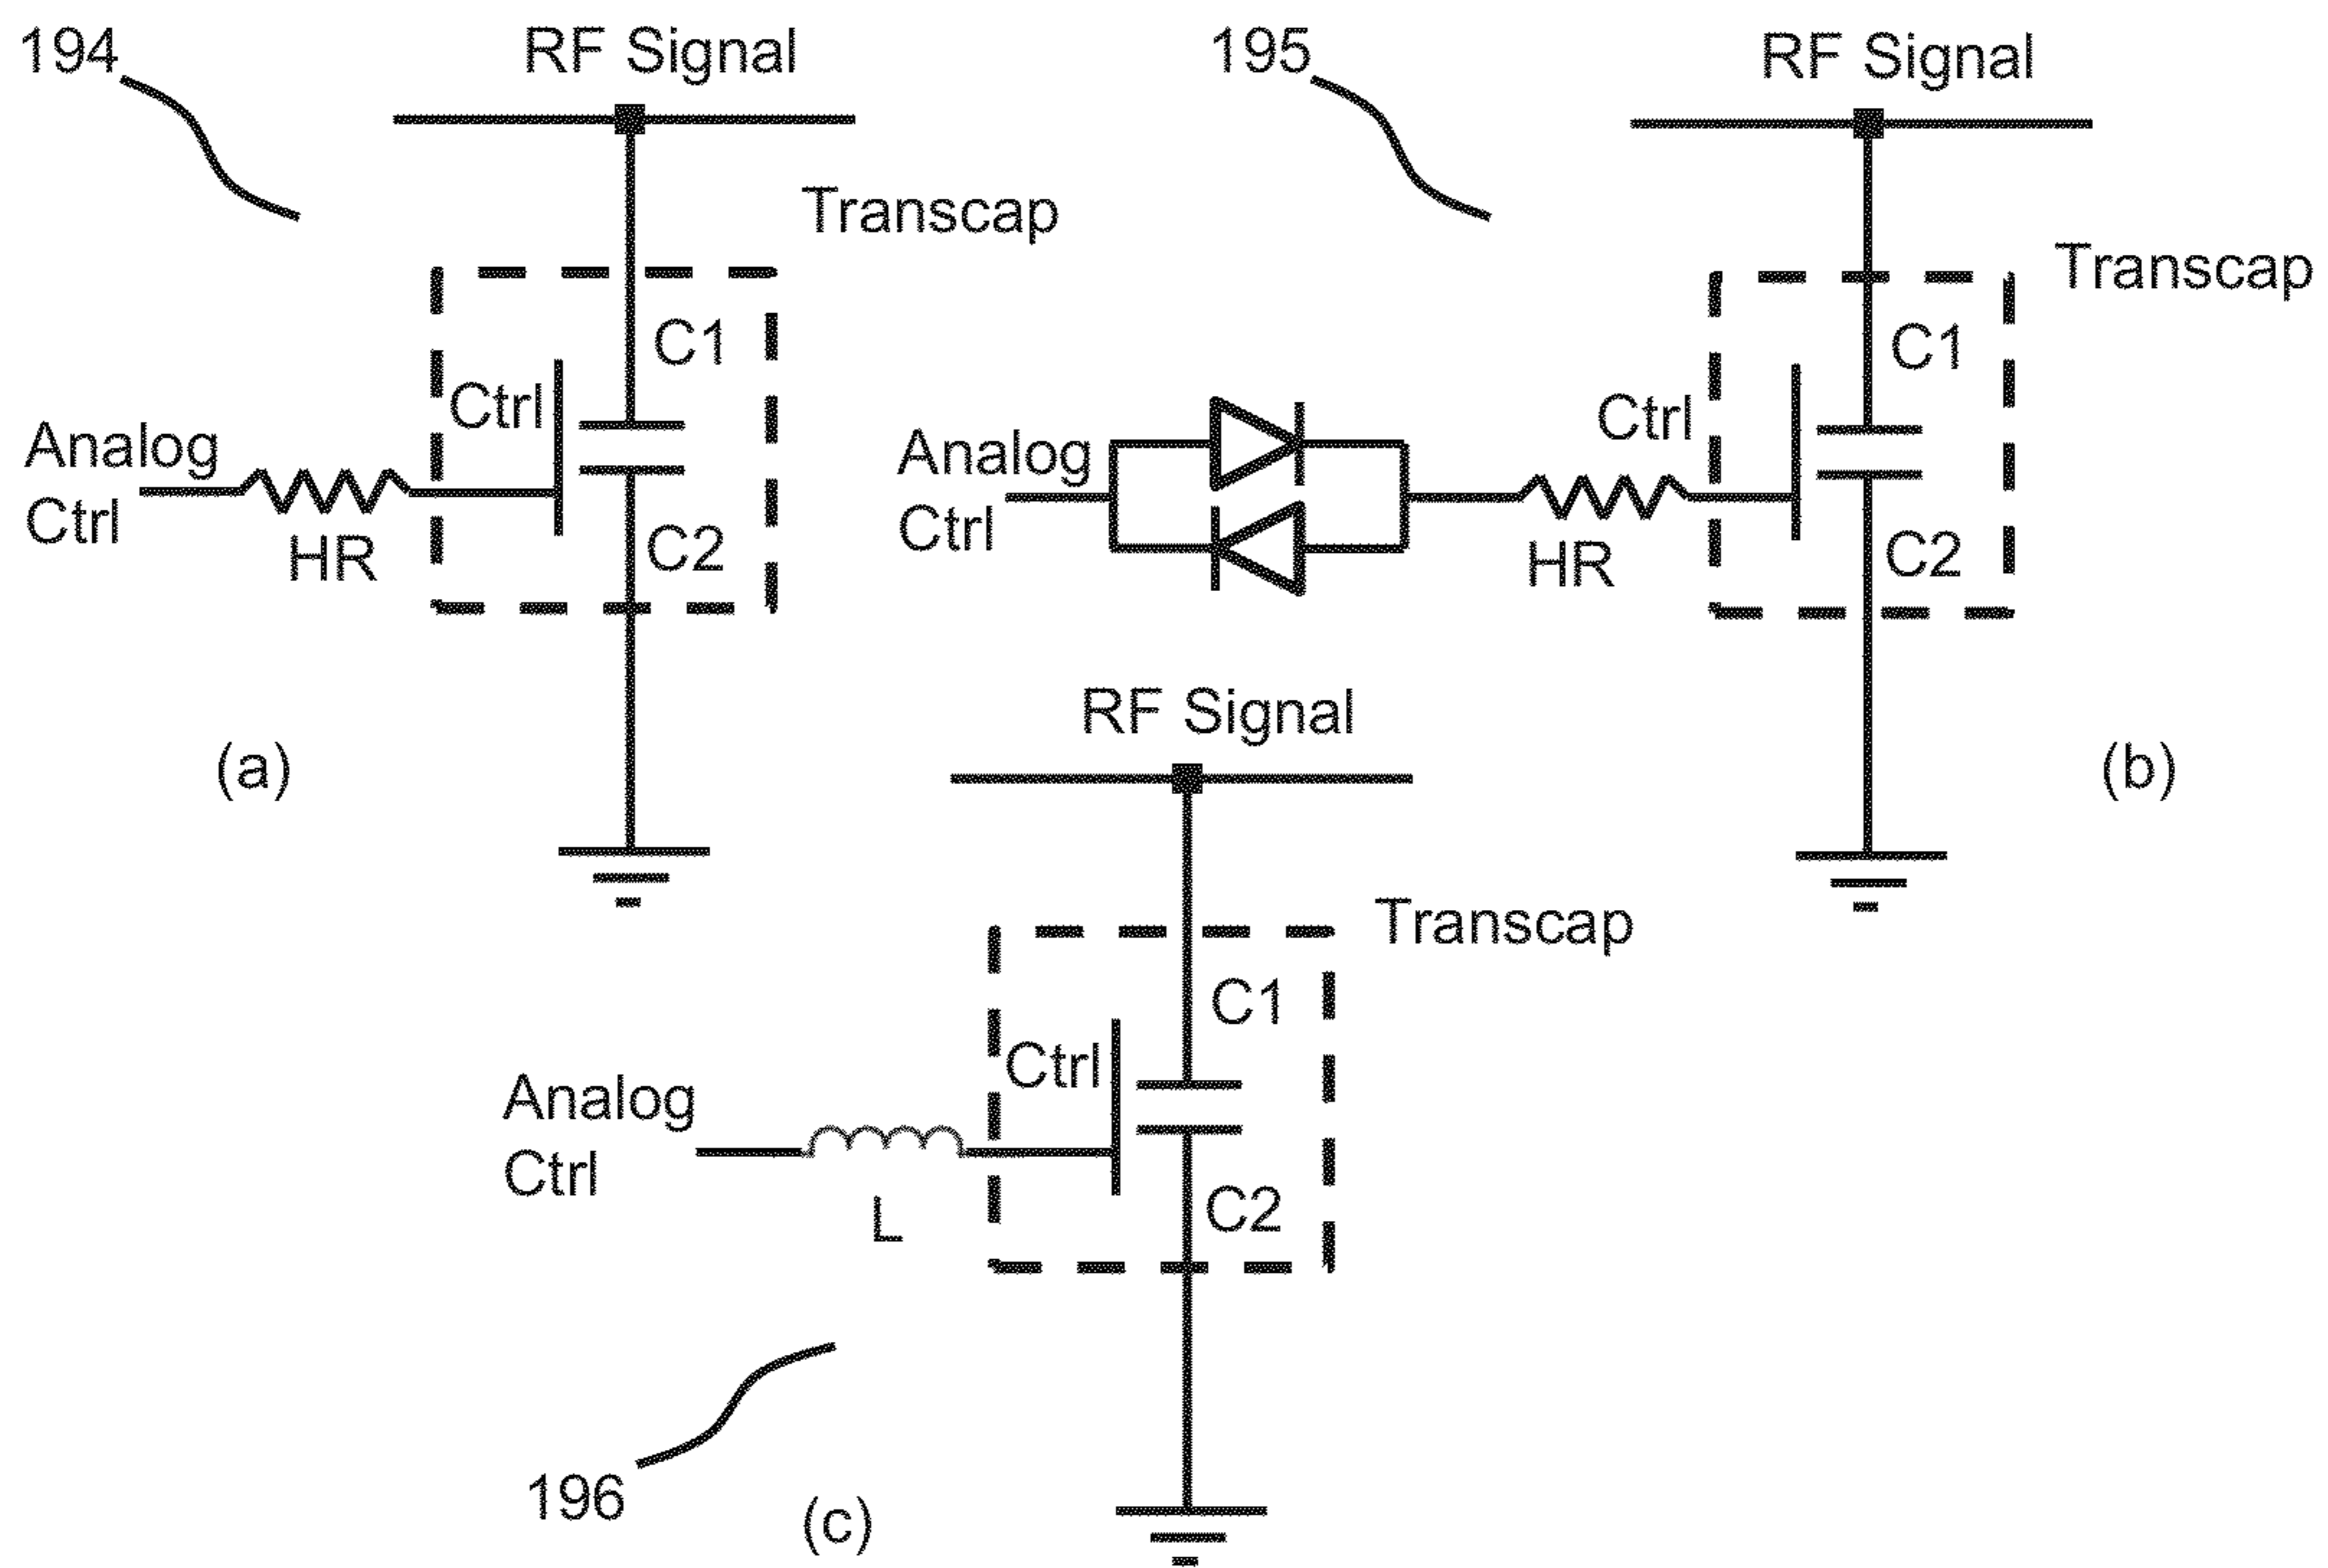 194
RF Signal
Transcap
C1
Ctrl
Analog
Ctrl
HR
C2
(a)
195
RF Signal
Transcap
C1
Ctrl
Analog
Ctrl
HR
C2
(b)
RF Signal
Transcap
C1
Ctrl
Analog
Ctrl
L
C2
196
(c)